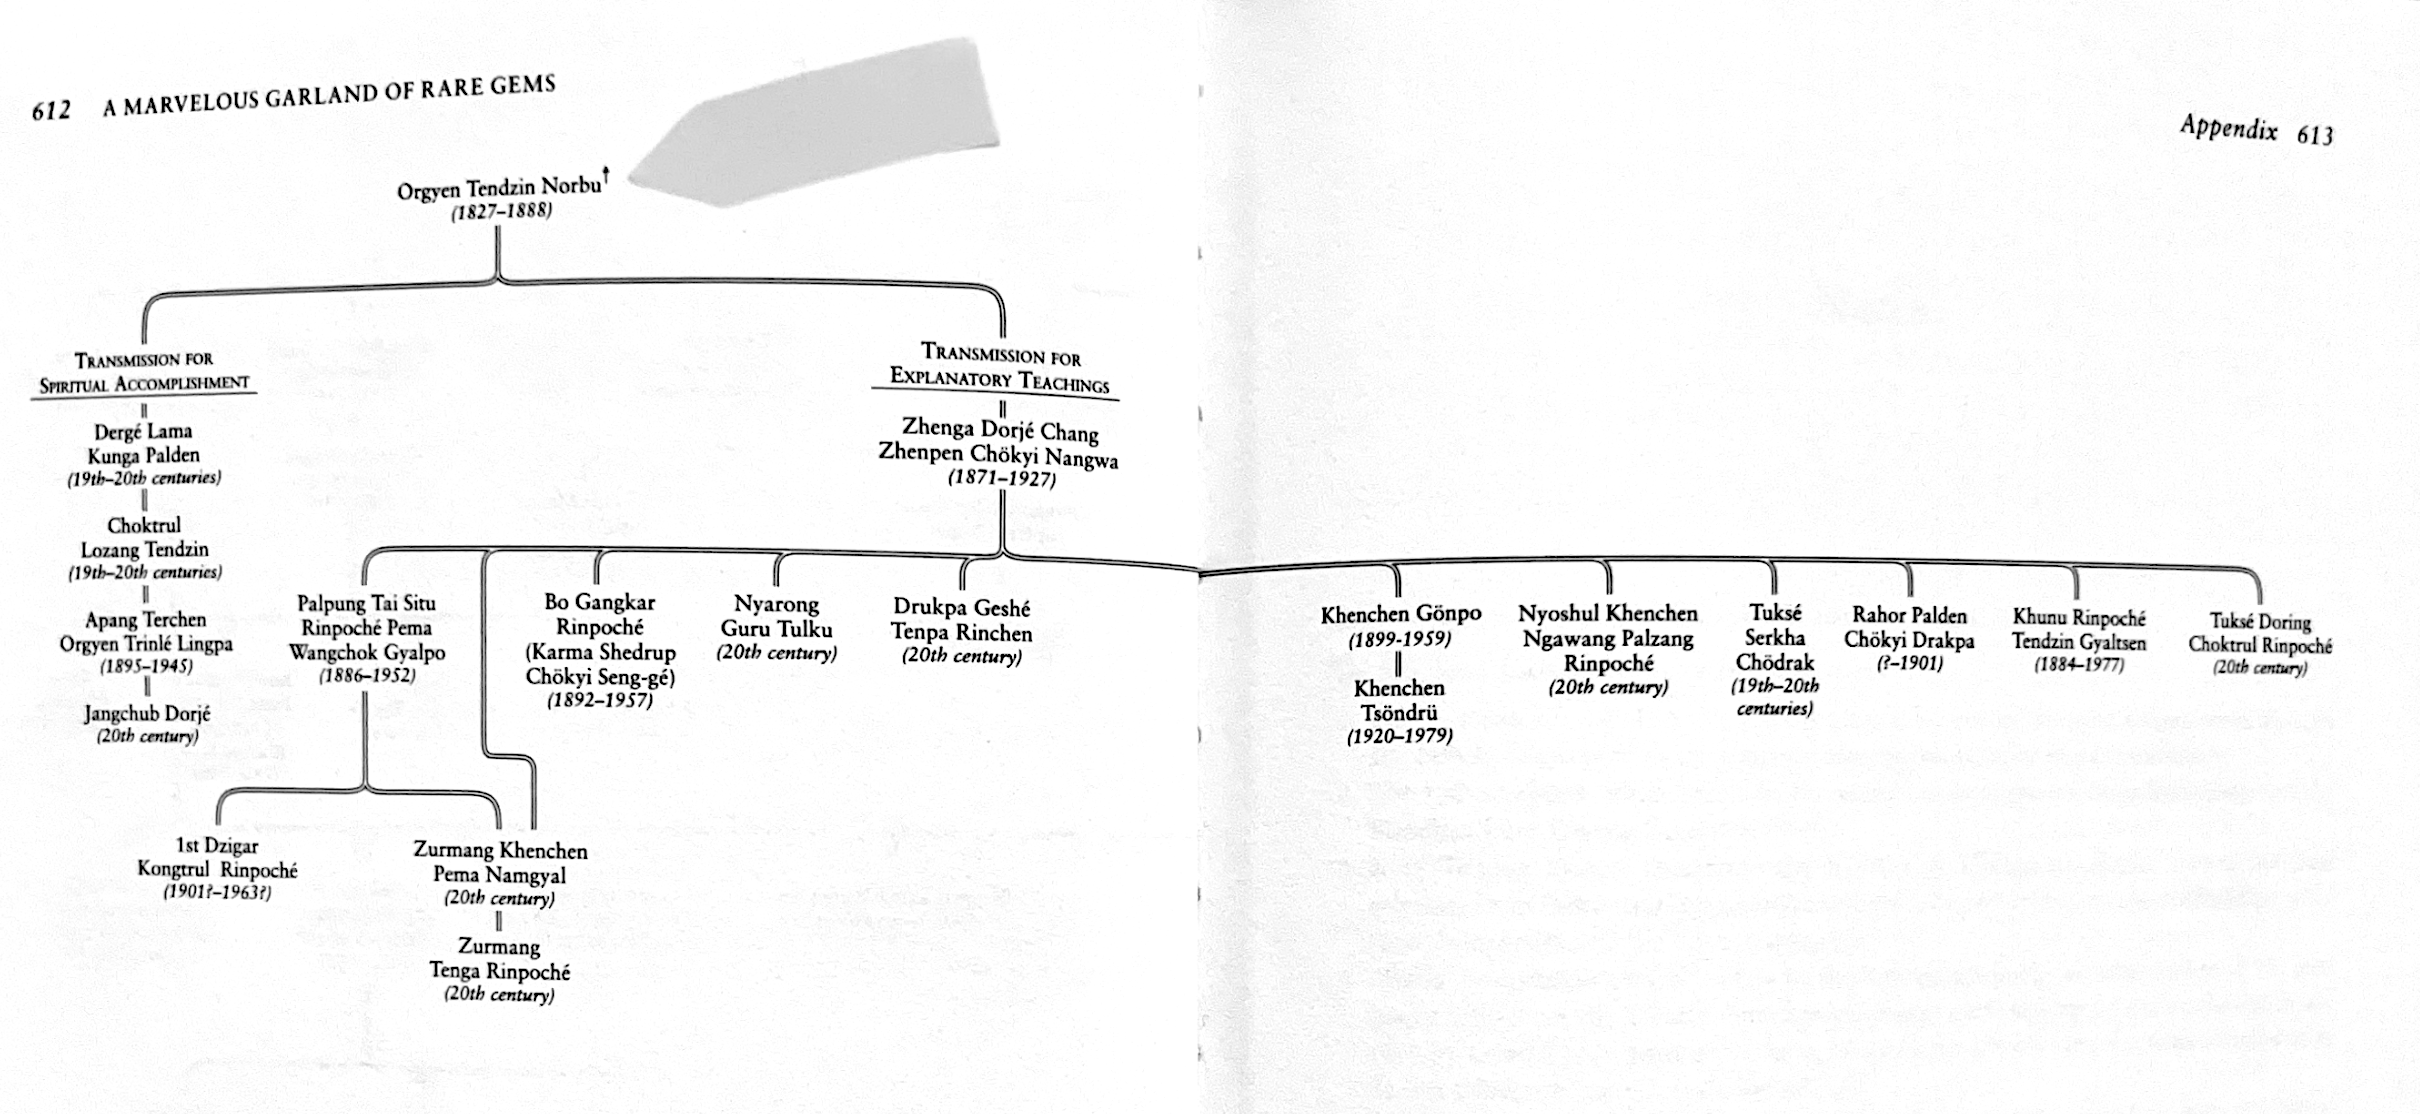 612 A MARVELOUS GARLAND OF RARE GEMS
Appendix 613
Orgyen Tendzin Norbu†
(1827–1888)
TRANSMISSION FOR
SPIRITUAL ACCOMPLISHMENT
Dergé Lama
Kunga Palden
(19th–20th centuries)
Choktrul
Lozang Tendzin
(19th–20th centuries)
Apang Terchen
Orgyen Trinlé Lingpa
(1895–1945)
Jangchub Dorjé
(20th century)
TRANSMISSION FOR
EXPLANATORY TEACHINGS
Zhenga Dorjé Chang
Zhenpen Chökyi Nangwa
(1871–1927)
Palpung Tai Situ
Rinpoché Pema
Wangchok Gyalpo
(1886–1952)
1st Dzigar
Kongtrul Rinpoché
(1901?–1963?)
Zurmang Khenchen
Pema Namgyal
(20th century)
Zurmang
Tenga Rinpoché
(20th century)
Bo Gangkar
Rinpoché
(Karma Shedrup
Chökyi Seng-gé)
(1892–1957)
Nyarong
Guru Tulku
(20th century)
Drukpa Geshé
Tenpa Rinchen
(20th century)
Khenchen Gönpo
(1899-1959)
Khenchen
Tsöndrü
(1920–1979)
Nyoshul Khenchen
Ngawang Palzang
Rinpoché
(20th century)
Tuksé
Serkha
Chödrak
(19th–20th
centuries)
Rahor Palden
Chökyi Drakpa
(?–1901)
Khunu Rinpoché
Tendzin Gyaltsen
(1884–1977)
Tuksé Doring
Choktrul Rinpoché
(20th century)